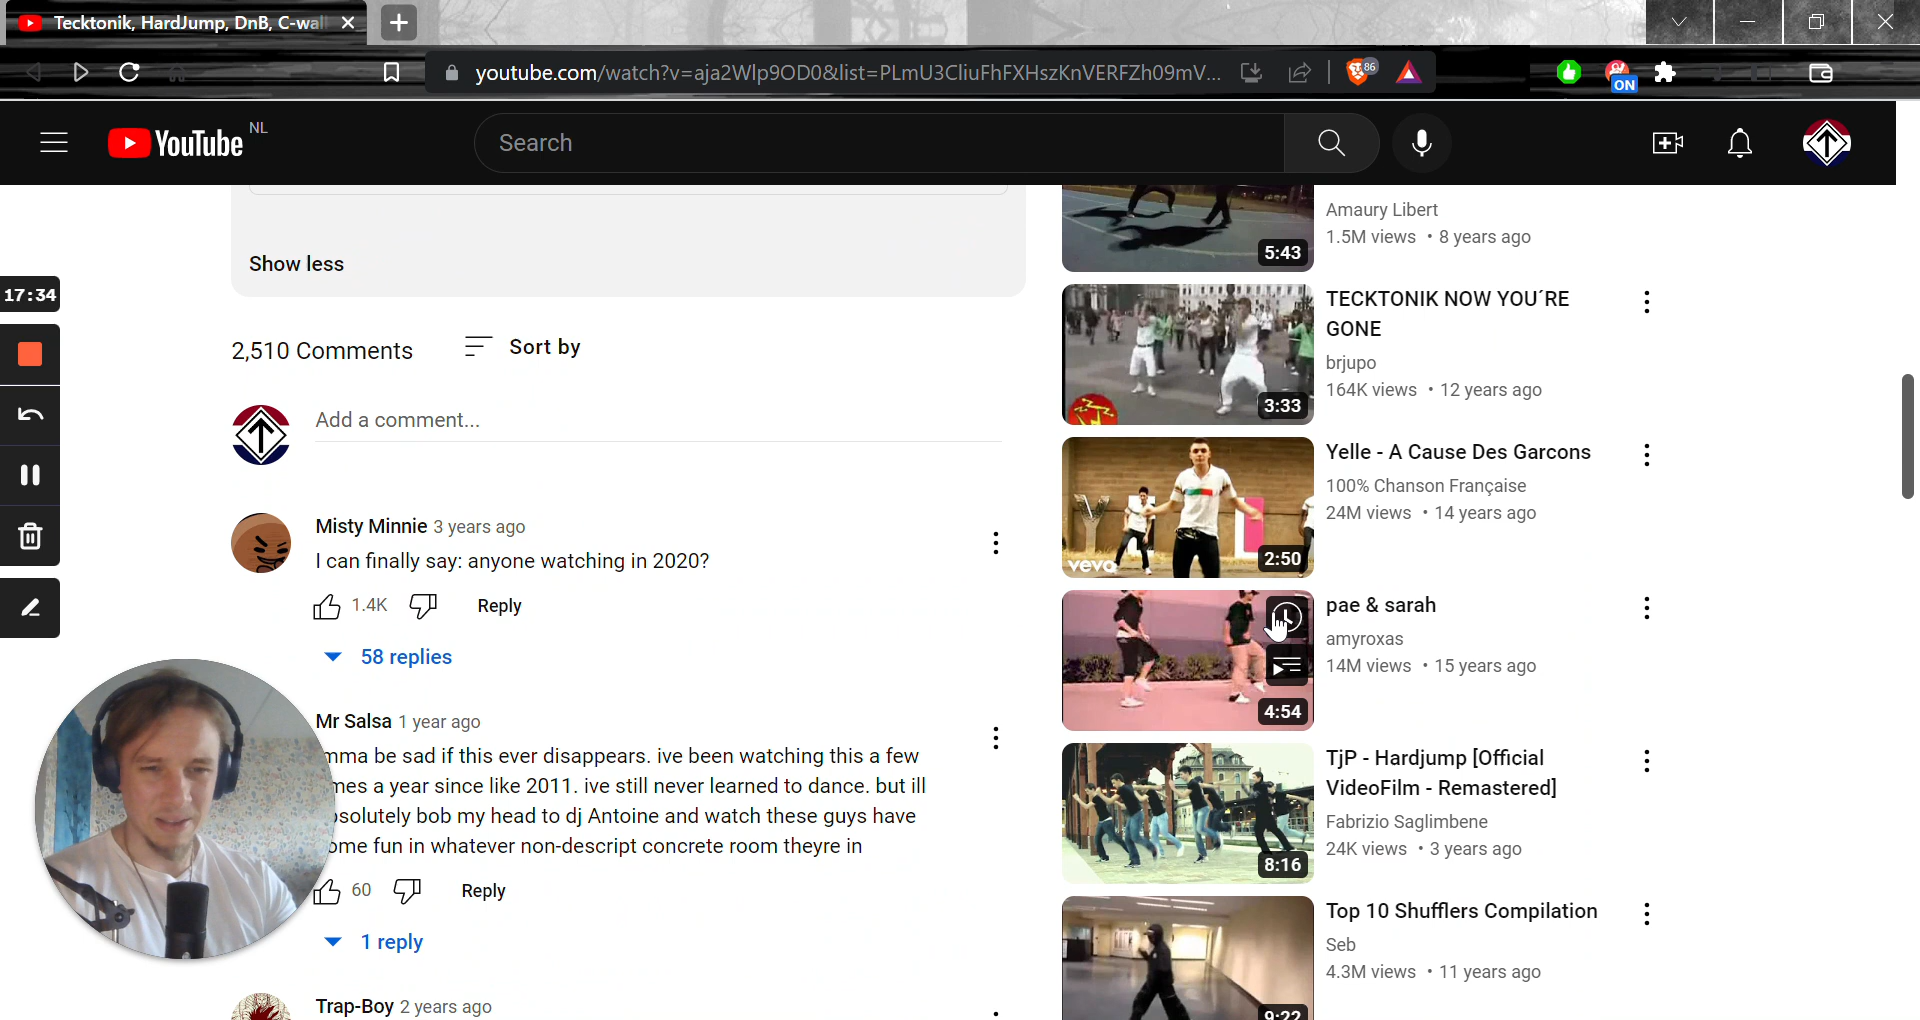 Tecktonik, HardJump, DnB, C-wal
youtube.com/watch?v=aja2Wlp9OD0&list=PLmU3CliuFhFXHszKnVERFZh09mV...
86
ON
YouTube NL
Search
Show less
17:34
2,510 Comments
Sort by
Add a comment...
Misty Minnie 3 years ago
I can finally say: anyone watching in 2020?
1.4K
Reply
58 replies
Mr Salsa 1 year ago
mma be sad if this ever disappears. ive been watching this a few
mes a year since like 2011. ive still never learned to dance. but ill
bsolutely bob my head to dj Antoine and watch these guys have
ome fun in whatever non-descript concrete room theyre in
60
Reply
1 reply
Trap-Boy 2 years ago
5:43
Amaury Libert
1.5M views • 8 years ago
3:33
TECKTONIK NOW YOU´RE
GONE
brjupo
164K views • 12 years ago
vevo
2:50
Yelle - A Cause Des Garcons
100% Chanson Française
24M views • 14 years ago
4:54
pae & sarah
amyroxas
14M views • 15 years ago
8:16
TjP - Hardjump [Official
VideoFilm - Remastered]
Fabrizio Saglimbene
24K views • 3 years ago
9:22
Top 10 Shufflers Compilation
Seb
4.3M views • 11 years ago